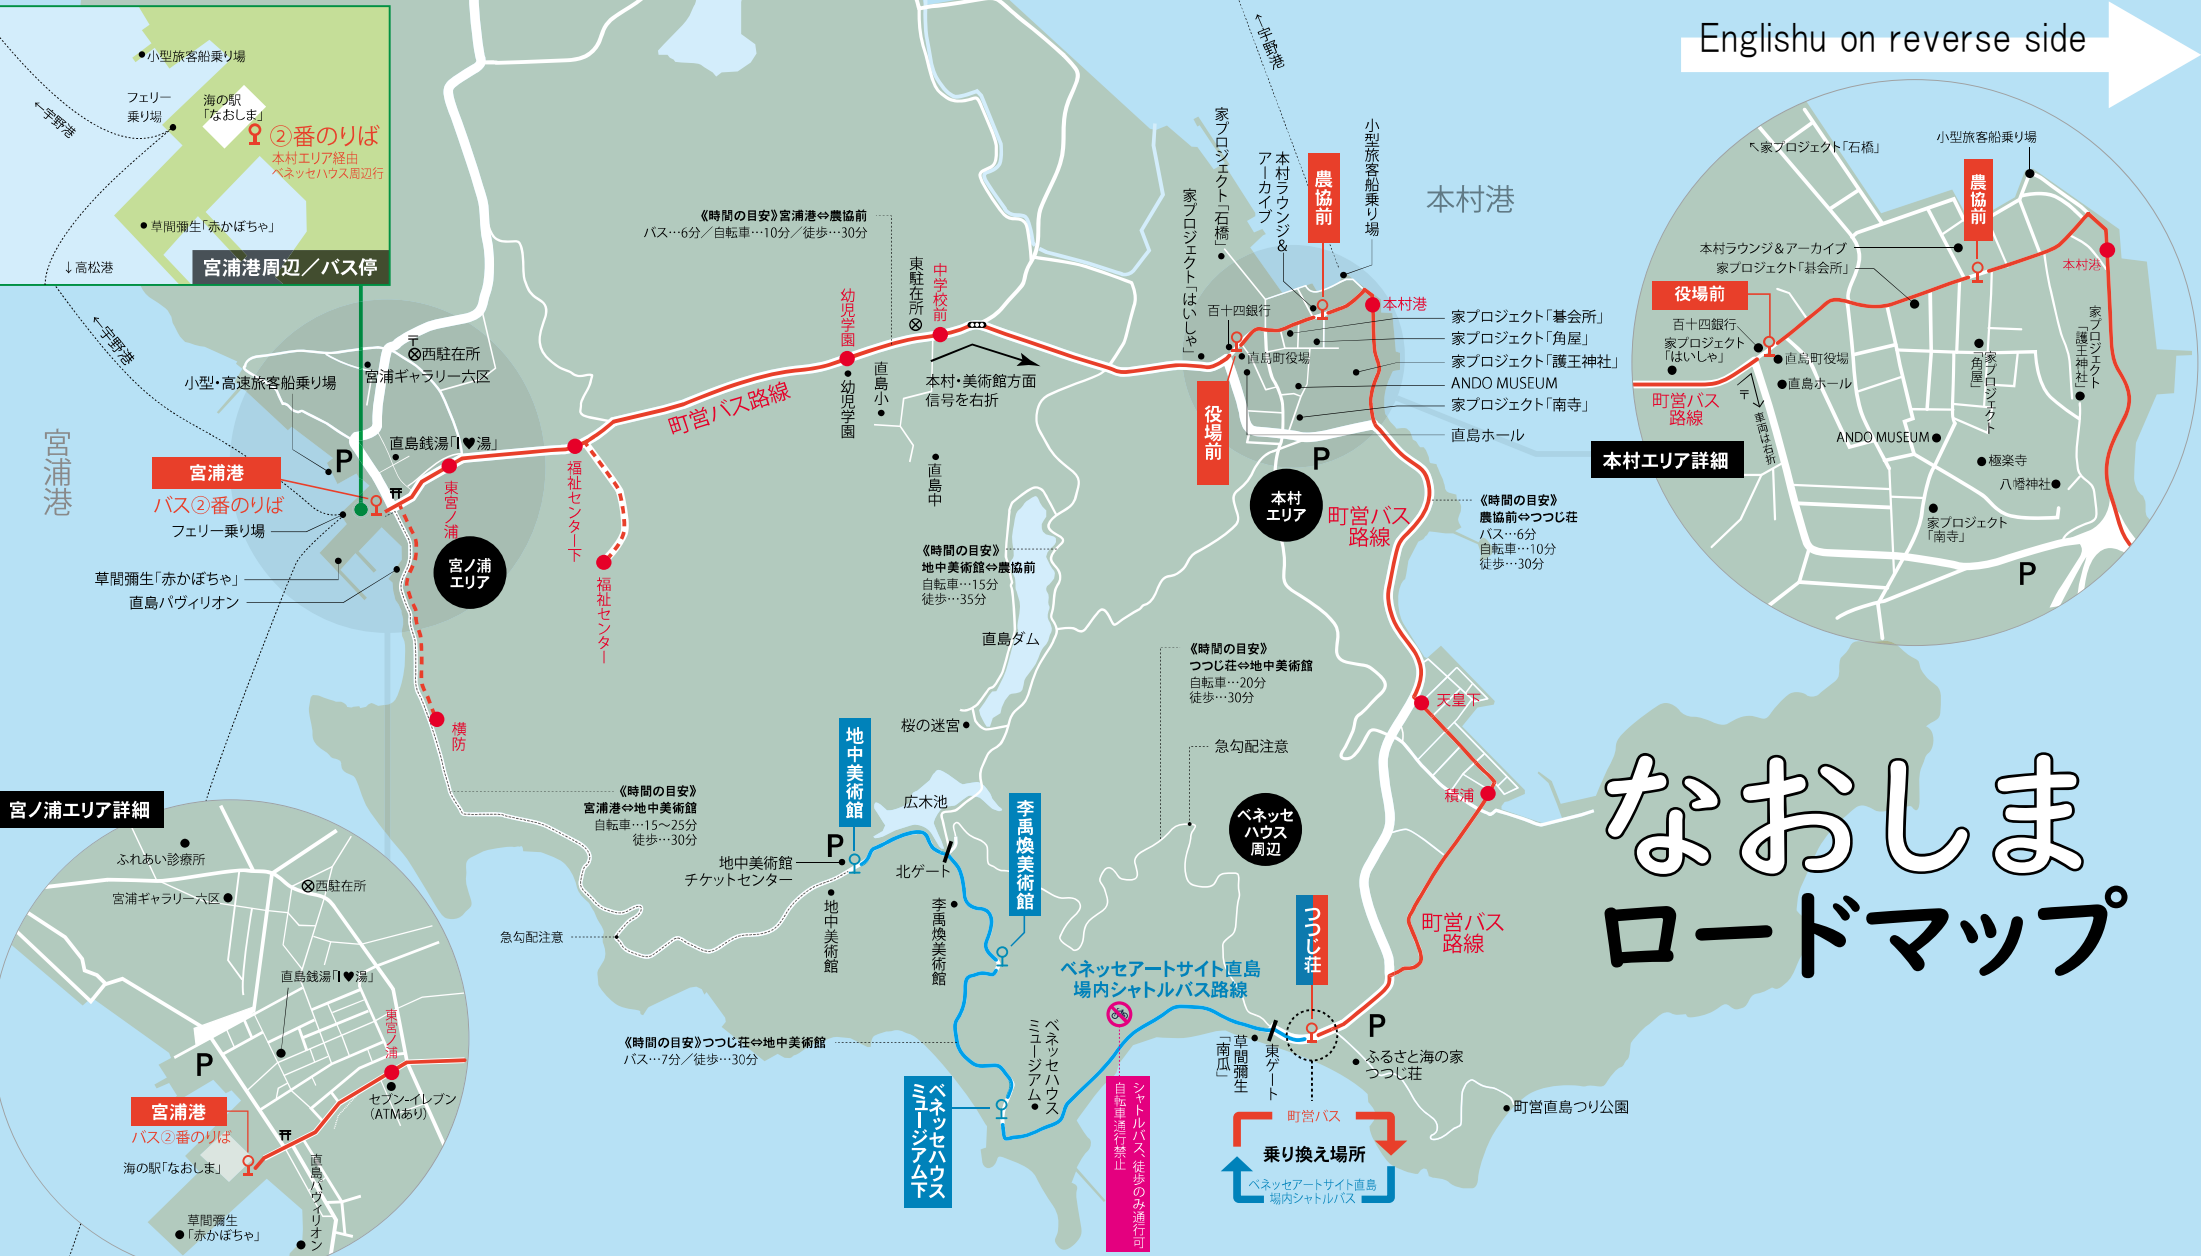 Englishu on reverse side
なおしま
ロードマップ
小型旅客船乗り場
フェリー
乗り場
海の駅
「なおしま」
②番のりば
本村エリア経由
ベネッセハウス周辺行
←宇野港
草間彌生「赤かぼちゃ」
↓高松港
宮浦港周辺／バス停
←宇野港
宮浦港
小型・高速旅客船乗り場
〒
西駐在所
宮浦ギャラリー六区
直島銭湯「I♥湯」
P
宮浦港
バス②番のりば
フェリー乗り場
草間彌生「赤かぼちゃ」
直島パヴィリオン
東宮ノ浦
宮ノ浦
エリア
福祉センター下
福祉センター
横防
町営バス路線
《時間の目安》宮浦港⇔農協前
バス…6分／自転車…10分／徒歩…30分
幼児学園
幼児学園
東駐在所
中学校前
直島小
直島中
本村・美術館方面
信号を右折
←宇野港
家プロジェクト「石橋」
家プロジェクト「はいしゃ」
本村ラウンジ&
アーカイブ
農協前
小型旅客船乗り場
本村港
百十四銀行
直島町役場
本村港
役場前
家プロジェクト「碁会所」
家プロジェクト「角屋」
家プロジェクト「護王神社」
ANDO MUSEUM
家プロジェクト「南寺」
直島ホール
P
本村
エリア
町営バス
路線
《時間の目安》
農協前⇔つつじ荘
バス…6分
自転車…10分
徒歩…30分
《時間の目安》
地中美術館⇔農協前
自転車…15分
徒歩…35分
直島ダム
桜の迷宮
《時間の目安》
つつじ荘⇔地中美術館
自転車…20分
徒歩…30分
急勾配注意
天皇下
積浦
ベネッセ
ハウス
周辺
《時間の目安》
宮浦港⇔地中美術館
自転車…15～25分
徒歩…30分
地中美術館
広木池
李禹煥美術館
P
地中美術館
チケットセンター
北ゲート
地中美術館
李禹煥美術館
急勾配注意
つつじ荘
町営バス
路線
ベネッセアートサイト直島
場内シャトルバス路線
《時間の目安》つつじ荘⇔地中美術館
バス…7分／徒歩…30分
ベネッセハウス
ミュージアム
ベネッセハウス
ミュージアム下
シャトルバス、徒歩のみ通行可
自転車通行禁止
草間彌生
「南瓜」
東ゲート
P
ふるさと海の家
つつじ荘
町営直島つり公園
町営バス
乗り換え場所
ベネッセアートサイト直島
場内シャトルバス
宮ノ浦エリア詳細
ふれあい診療所
宮浦ギャラリー六区
西駐在所
直島銭湯「I♥湯」
東宮ノ浦
P
セブン-イレブン
（ATMあり）
宮浦港
バス②番のりば
海の駅「なおしま」
直島パヴィリオン
草間彌生
「赤かぼちゃ」
↖家プロジェクト「石橋」
小型旅客船乗り場
農協前
本村ラウンジ&アーカイブ
家プロジェクト「碁会所」
本村港
役場前
百十四銀行
家プロジェクト
「はいしゃ」
直島町役場
直島ホール
〒
車両は右折
町営バス
路線
家プロジェクト
「角屋」
家プロジェクト
「護王神社」
ANDO MUSEUM
極楽寺
八幡神社
家プロジェクト
「南寺」
P
本村エリア詳細